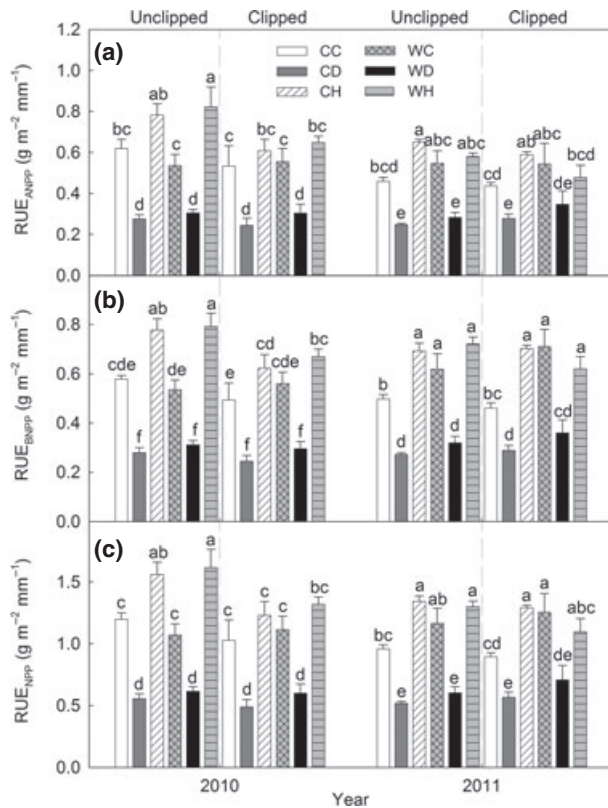 Unclipped Clipped Unclipped Clipped
(a)
CC WC
CD WD
CH WH
1.2
1.0
0.8
0.6
0.4
0.2
0.0
RUE_ANPP (g m⁻² mm⁻¹)
bc d ab c d a
c d bc c d b
bcd e a abc e abc
cd e ab abc de bcd
(b)
0.8
0.6
0.4
0.2
0.0
RUE_BNPP (g m⁻² mm⁻¹)
cde f ab de f a
e f cd cde f bc
b d a a d a
bc d a a cd a
(c)
1.5
1.0
0.5
0.0
RUE_NPP (g m⁻² mm⁻¹)
c d ab c d a
c d c c d bc
bc e a ab e a
cd e a a de abc
2010 2011
Year